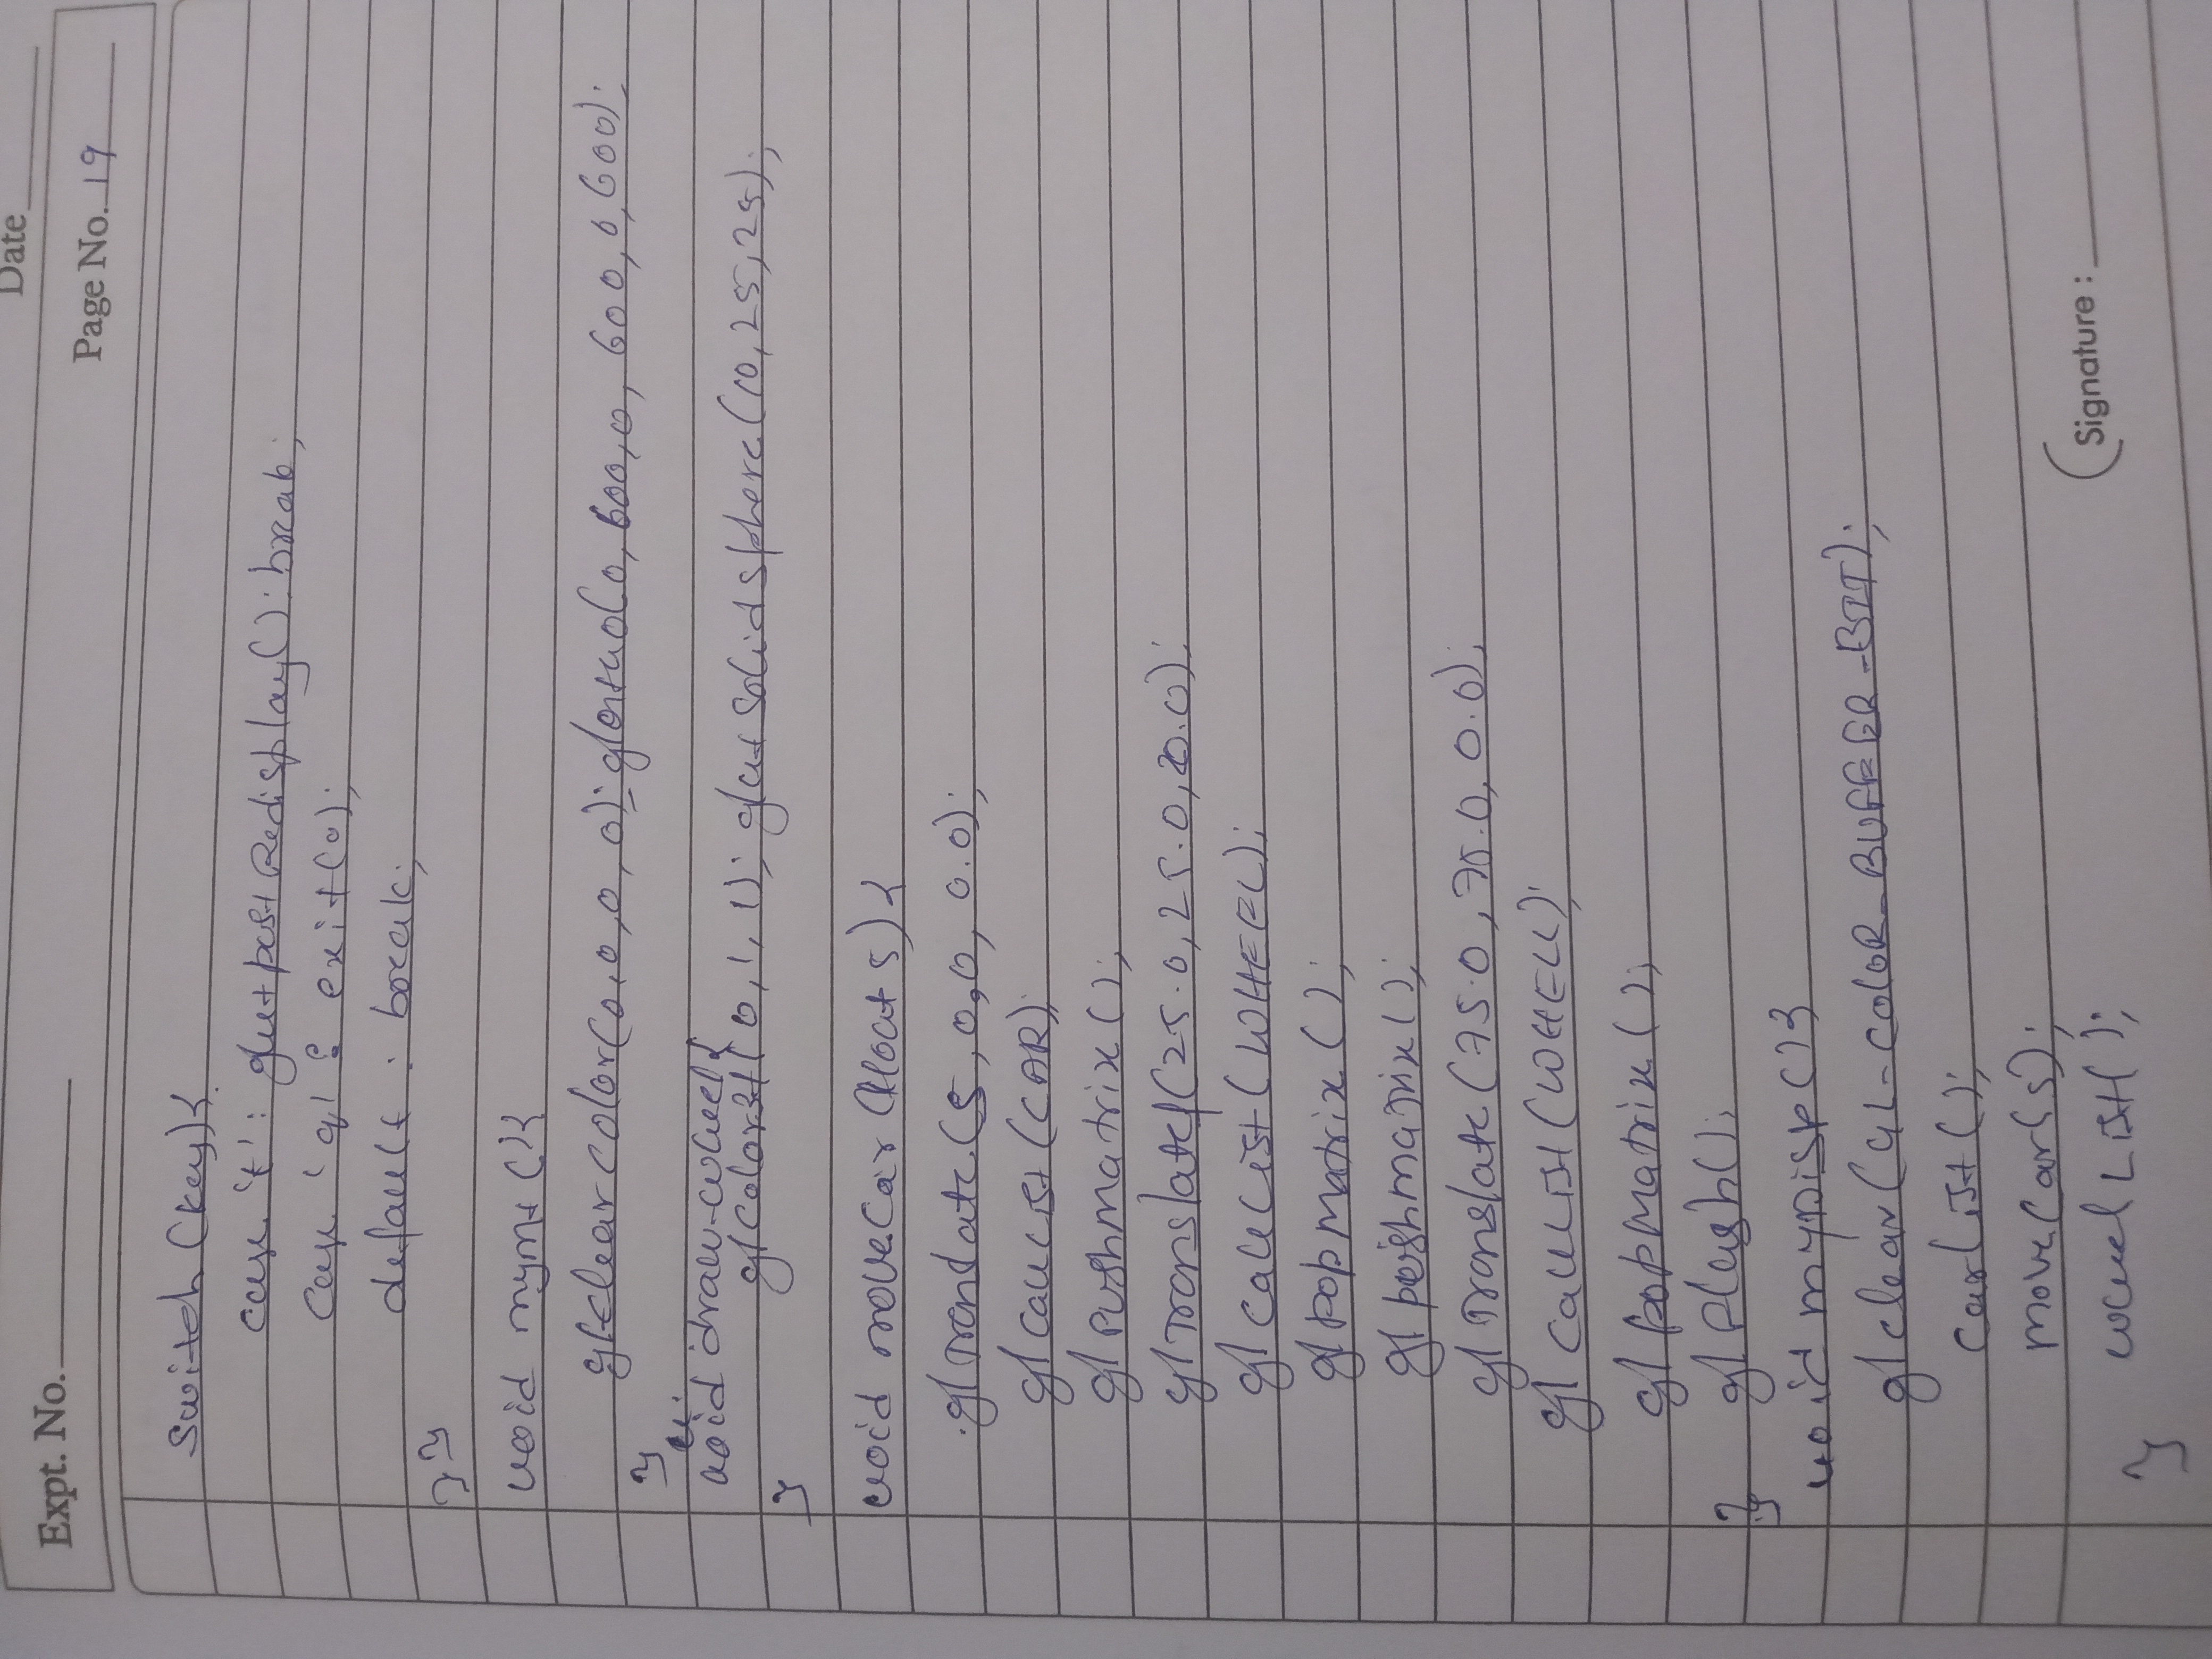 Date
Expt. No.
Page No. 19
Switch (key) {
case 't' : glutpostRedisplay(); break;
case 'q' : exit(0);
default : break;
}}
void myInt() {
glClearColor(0,0,0,0); glOrtho(0,600,0,600,0,600);
}
void draw-wheel() {
glColor3f(0,1,1); glutSolidsphere(10,25,25);
}
void moveCar(float s) {
glTranslate(s,0,0,0.0);
glCallist(CAR);
glPushmatrix();
glTranslatef(25.0,25.0,0.0);
glCallList(WHEEL);
glpopmatrix();
glpushmatrix();
glTranslate(75.0,75.0,0.0);
glCallList(WHEEL);
glpopMatrix();
glFlush();
}
void myDisp() {
glclear(GL-COLOR-BUFFER-BIT);
carlist();
moveCar(s);
wheelList();
}
(Signature :